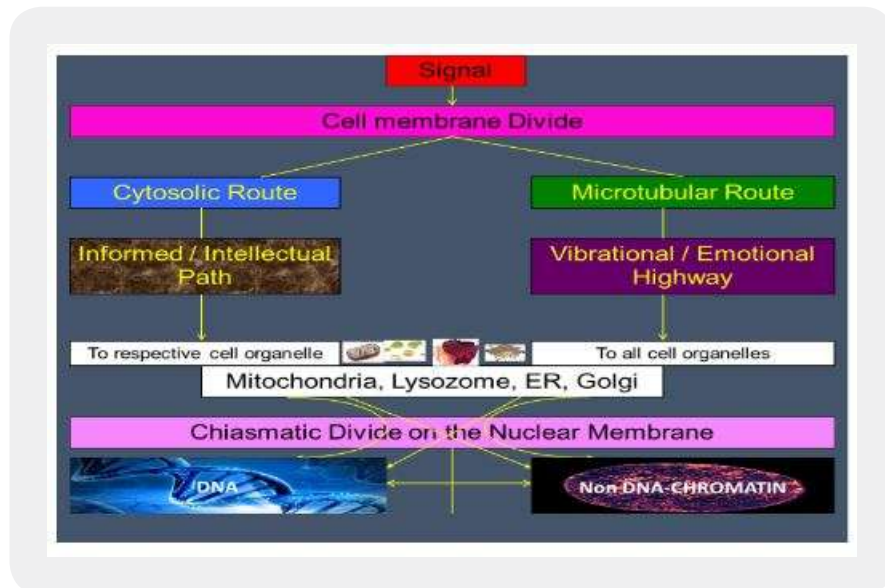 Signal
Cell membrane Divide
Cytosolic Route
Microtubular Route
Informed / Intellectual
Path
Vibrational / Emotional
Highway
To respective cell organelle
To all cell organelles
Mitochondria, Lysozome, ER, Golgi
Chiasmatic Divide on the Nuclear Membrane
DNA
Non DNA-CHROMATIN